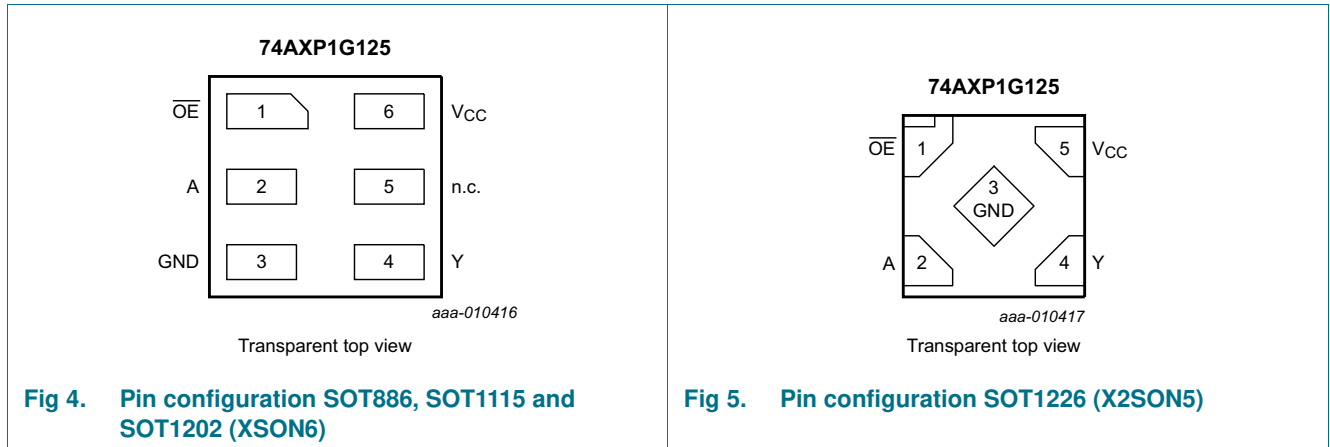 74AXP1G125
OE
1
6
VCC
A
2
5
n.c.
GND
3
4
Y
aaa-010416
Transparent top view
Fig 4. Pin configuration SOT886, SOT1115 and
SOT1202 (XSON6)
74AXP1G125
OE
1
5
VCC
3
GND
A
2
4
Y
aaa-010417
Transparent top view
Fig 5. Pin configuration SOT1226 (X2SON5)